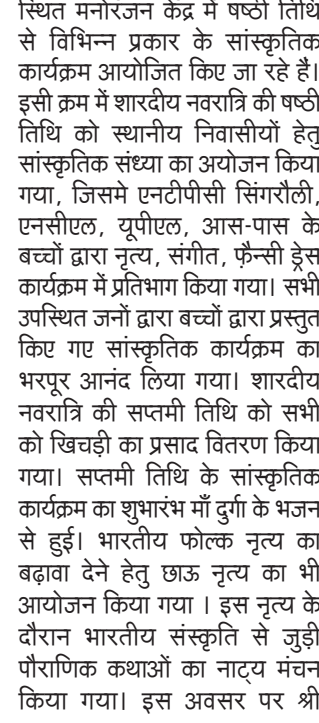 स्थित मनोरंजन केंद्र में षष्ठी तिथि
से विभिन्न प्रकार के सांस्कृतिक
कार्यक्रम आयोजित किए जा रहे हैं।
इसी क्रम में शारदीय नवरात्रि की षष्ठी
तिथि को स्थानीय निवासीयों हेतु
सांस्कृतिक संध्या का अयोजन किया
गया, जिसमे एनटीपीसी सिंगरौली,
एनसीएल, यूपीएल, आस-पास के
बच्चों द्वारा नृत्य, संगीत, फ़ैन्सी ड्रेस
कार्यक्रम में प्रतिभाग किया गया। सभी
उपस्थित जनों द्वारा बच्चों द्वारा प्रस्तुत
किए गए सांस्कृतिक कार्यक्रम का
भरपूर आनंद लिया गया। शारदीय
नवरात्रि की सप्तमी तिथि को सभी
को खिचड़ी का प्रसाद वितरण किया
गया। सप्तमी तिथि के सांस्कृतिक
कार्यक्रम का शुभारंभ माँ दुर्गा के भजन
से हुई। भारतीय फोल्क नृत्य का
बढ़ावा देने हेतु छाऊ नृत्य का भी
आयोजन किया गया । इस नृत्य के
दौरान भारतीय संस्कृति से जुड़ी
पौराणिक कथाओं का नाट्य मंचन
किया गया। इस अवसर पर श्री